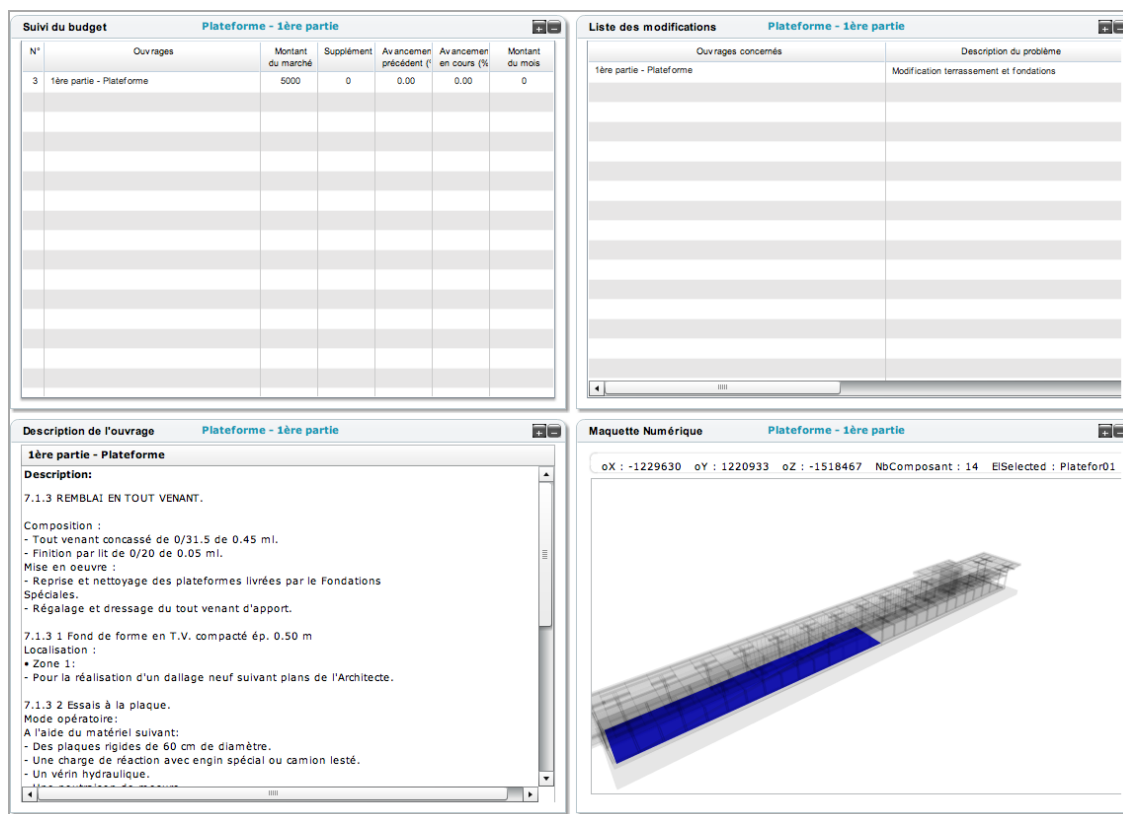 Suivi du budget Plateforme - 1ère partie
N° Ouvrages Montant du marché Supplément Avancemen précédent (% Avancemen en cours (% Montant du mois
3 1ère partie - Plateforme 5000 0 0.00 0.00 0
Liste des modifications Plateforme - 1ère partie
Ouvrages concernés Description du problème
1ère partie - Plateforme Modification terrassement et fondations
Description de l'ouvrage Plateforme - 1ère partie
1ère partie - Plateforme
Description:
7.1.3 REMBLAI EN TOUT VENANT.
Composition :
- Tout venant concassé de 0/31.5 de 0.45 ml.
- Finition par lit de 0/20 de 0.05 ml.
Mise en oeuvre :
- Reprise et nettoyage des plateformes livrées par le Fondations
Spéciales.
- Régalage et dressage du tout venant d'apport.
7.1.3 1 Fond de forme en T.V. compacté ép. 0.50 m
Localisation :
• Zone 1:
- Pour la réalisation d'un dallage neuf suivant plans de l'Architecte.
7.1.3 2 Essais à la plaque.
Mode opératoire:
A l'aide du matériel suivant:
- Des plaques rigides de 60 cm de diamètre.
- Une charge de réaction avec engin spécial ou camion lesté.
- Un vérin hydraulique.
Maquette Numérique Plateforme - 1ère partie
oX : -1229630 oY : 1220933 oZ : -1518467 NbComposant : 14 ElSelected : Platefor01